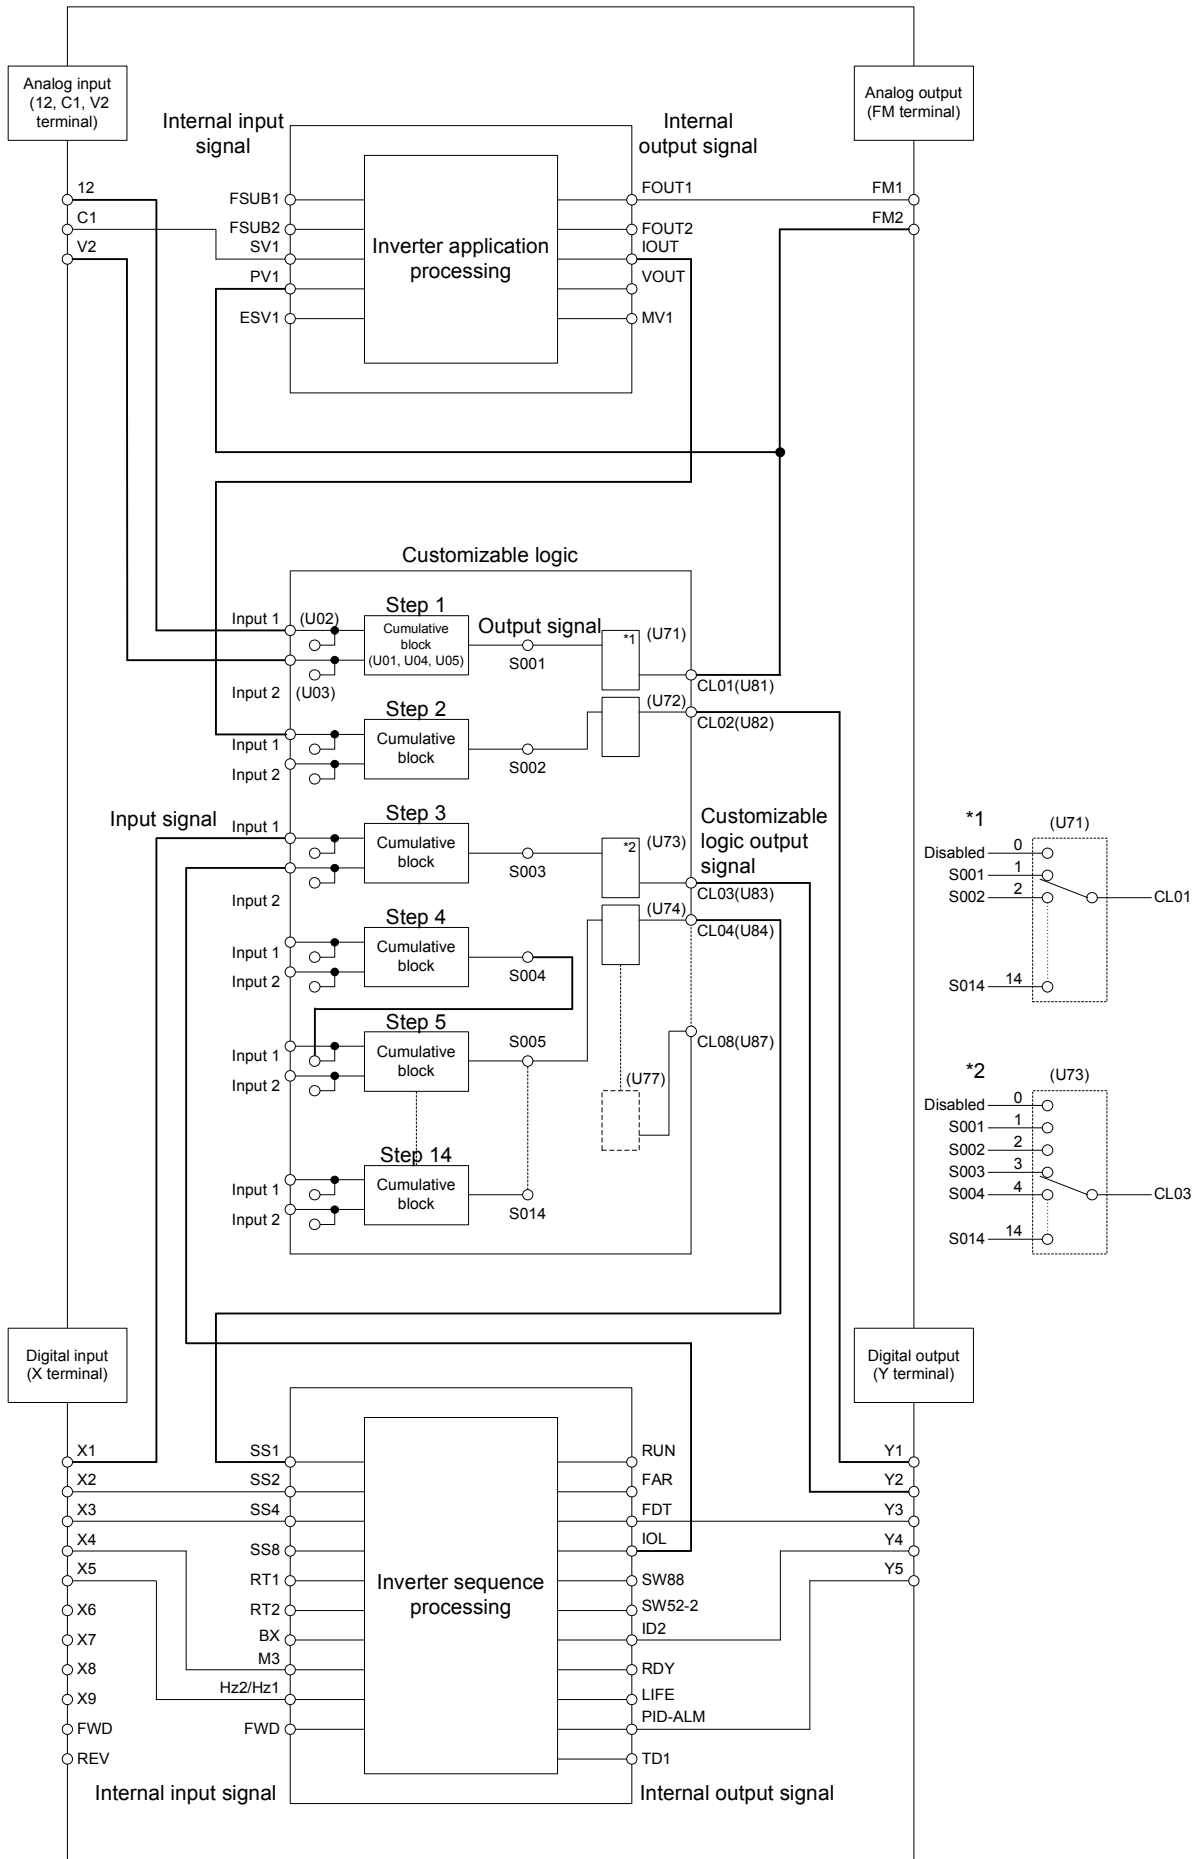 Analog input
(12, C1, V2
terminal)
Analog output
(FM terminal)
Internal input
signal
Internal
output signal
12
C1
V2
FSUB1
FSUB2
SV1
PV1
ESV1
Inverter application
processing
FOUT1
FOUT2
IOUT
VOUT
MV1
FM1
FM2
Customizable logic
Input 1
(U02)
Step 1
Cumulative
block
(U01, U04, U05)
Output signal
S001
*1
(U71)
CL01(U81)
Input 2
(U03)
Step 2
Input 1
Input 2
Cumulative
block
S002
(U72)
CL02(U82)
Input signal
Step 3
Input 1
Input 2
Cumulative
block
S003
*2
(U73)
Customizable
logic output
signal
CL03(U83)
Step 4
Input 1
Input 2
Cumulative
block
S004
(U74)
CL04(U84)
Step 5
Input 1
Input 2
Cumulative
block
S005
CL08(U87)
(U77)
Step 14
Input 1
Input 2
Cumulative
block
S014
*1
(U71)
Disabled 0
S001 1
S002 2
S014 14
CL01
*2
(U73)
Disabled 0
S001 1
S002 2
S003 3
S004 4
S014 14
CL03
Digital input
(X terminal)
Digital output
(Y terminal)
X1
X2
X3
X4
X5
X6
X7
X8
X9
FWD
REV
SS1
SS2
SS4
SS8
RT1
RT2
BX
M3
Hz2/Hz1
FWD
Inverter sequence
processing
RUN
FAR
FDT
IOL
SW88
SW52-2
ID2
RDY
LIFE
PID-ALM
TD1
Y1
Y2
Y3
Y4
Y5
Internal input signal
Internal output signal